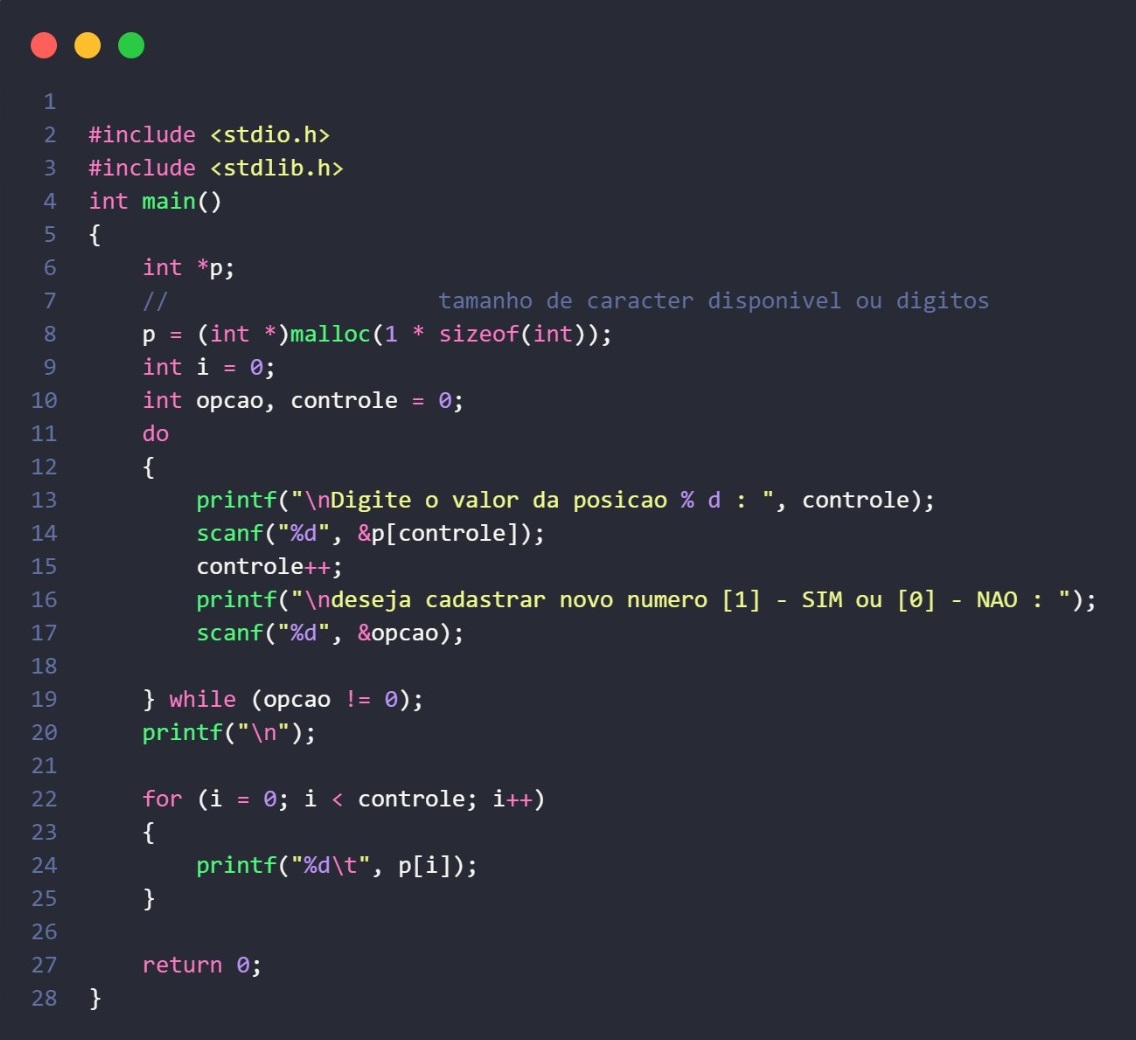 1
2 #include <stdio.h>
3 #include <stdlib.h>
4 int main()
5 {
6     int *p;
7     //                    tamanho de caracter disponivel ou digitos
8     p = (int *)malloc(1 * sizeof(int));
9     int i = 0;
10     int opcao, controle = 0;
11     do
12     {
13         printf("\nDigite o valor da posicao % d : ", controle);
14         scanf("%d", &p[controle]);
15         controle++;
16         printf("\ndeseja cadastrar novo numero [1] - SIM ou [0] - NAO : ");
17         scanf("%d", &opcao);
18
19     } while (opcao != 0);
20     printf("\n");
21
22     for (i = 0; i < controle; i++)
23     {
24         printf("%d\t", p[i]);
25     }
26
27     return 0;
28 }